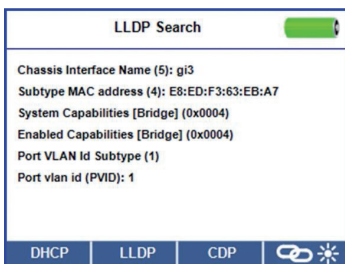 LLDP Search
Chassis Interface Name (5): gi3
Subtype MAC address (4): E8:ED:F3:63:EB:A7
System Capabilities [Bridge] (0x0004)
Enabled Capabilities [Bridge] (0x0004)
Port VLAN Id Subtype (1)
Port vlan id (PVID): 1
DHCP LLDP CDP